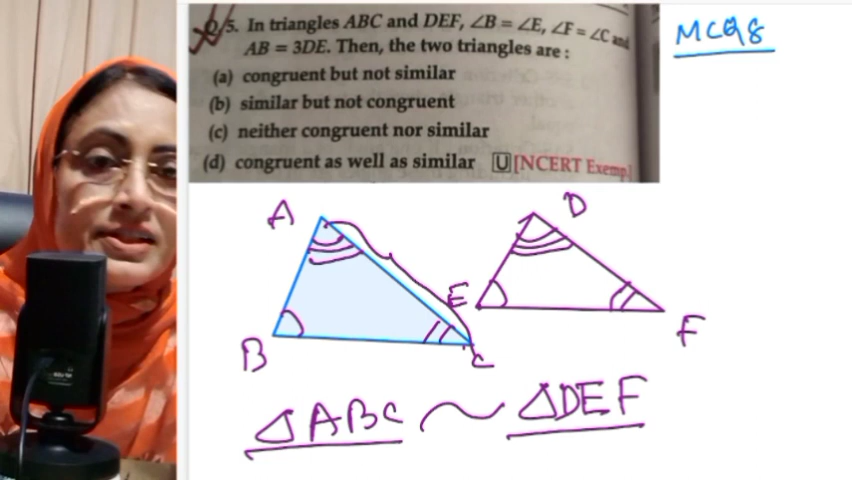 Q.5. In triangles ABC and DEF, ∠B = ∠E, ∠F = ∠C and
AB = 3DE. Then, the two triangles are :
(a) congruent but not similar
(b) similar but not congruent
(c) neither congruent nor similar
(d) congruent as well as similar U [NCERT Exemp.]
MCQs
A
D
E
B
C
F
△ABC ~ △DEF